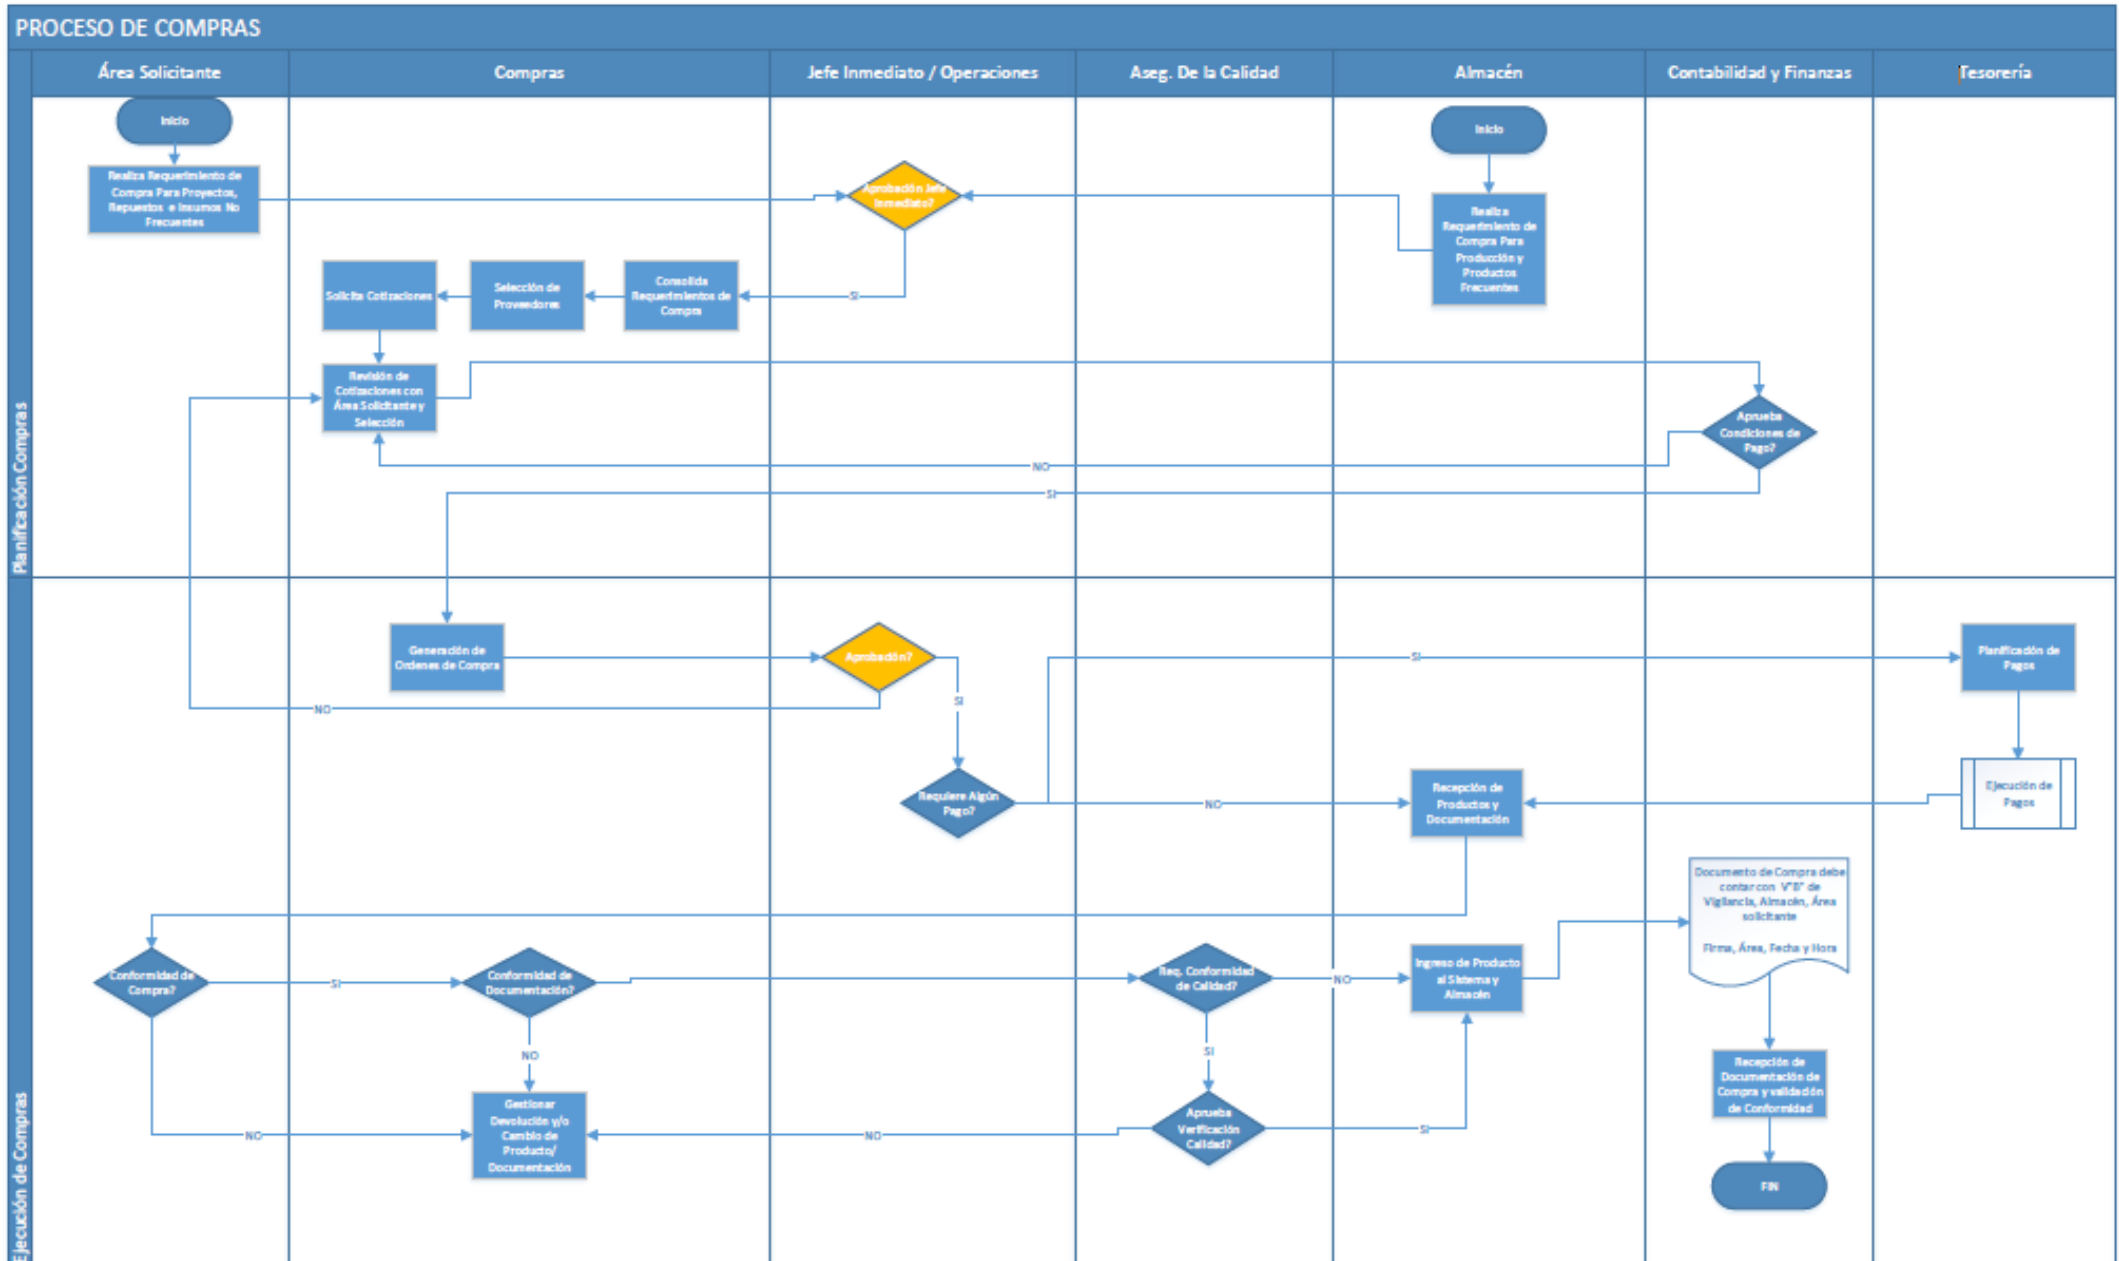 PROCESO DE COMPRAS
Área Solicitante
Compras
Jefe Inmediato / Operaciones
Aseg. De la Calidad
Almacén
Contabilidad y Finanzas
Tesorería
Planificación Compras
Inicio
Inicio
Realiza Requerimiento de
Compra Para Proyectos,
Repuestos e Insumos No
Frecuentes
Aprobación Jefe
Inmediato?
Realiza
Requerimiento de
Compra Para
Producción y
Productos
Frecuentes
Solicita Cotizaciones
Selección de
Proveedores
Consolida
Requerimientos de
Compra
SI
Revisión de
Cotizaciones con
Área Solicitante y
Selección
Aprueba
Condiciones de
Pago?
NO
SI
Ejecución de Compras
Generación de
Ordenes de Compra
Aprobación?
SI
Planificación de
Pagos
NO
SI
Requiere Algún
Pago?
NO
Recepción de
Productos y
Documentación
Ejecución de
Pagos
Documento de Compra debe
contar con V°B° de
Vigilancia, Almacén, Área
solicitante
Firma, Área, Fecha y Hora
Conformidad de
Compra?
SI
Conformidad de
Documentación?
Req. Conformidad
de Calidad?
NO
Ingreso de Producto
al Sistema y
Almacén
NO
SI
Recepción de
Documentación de
Compra y validación
de Conformidad
NO
Gestionar
Devolución y/o
Cambio de
Producto/
Documentación
NO
Aprueba
Verificación
Calidad?
SI
FIN